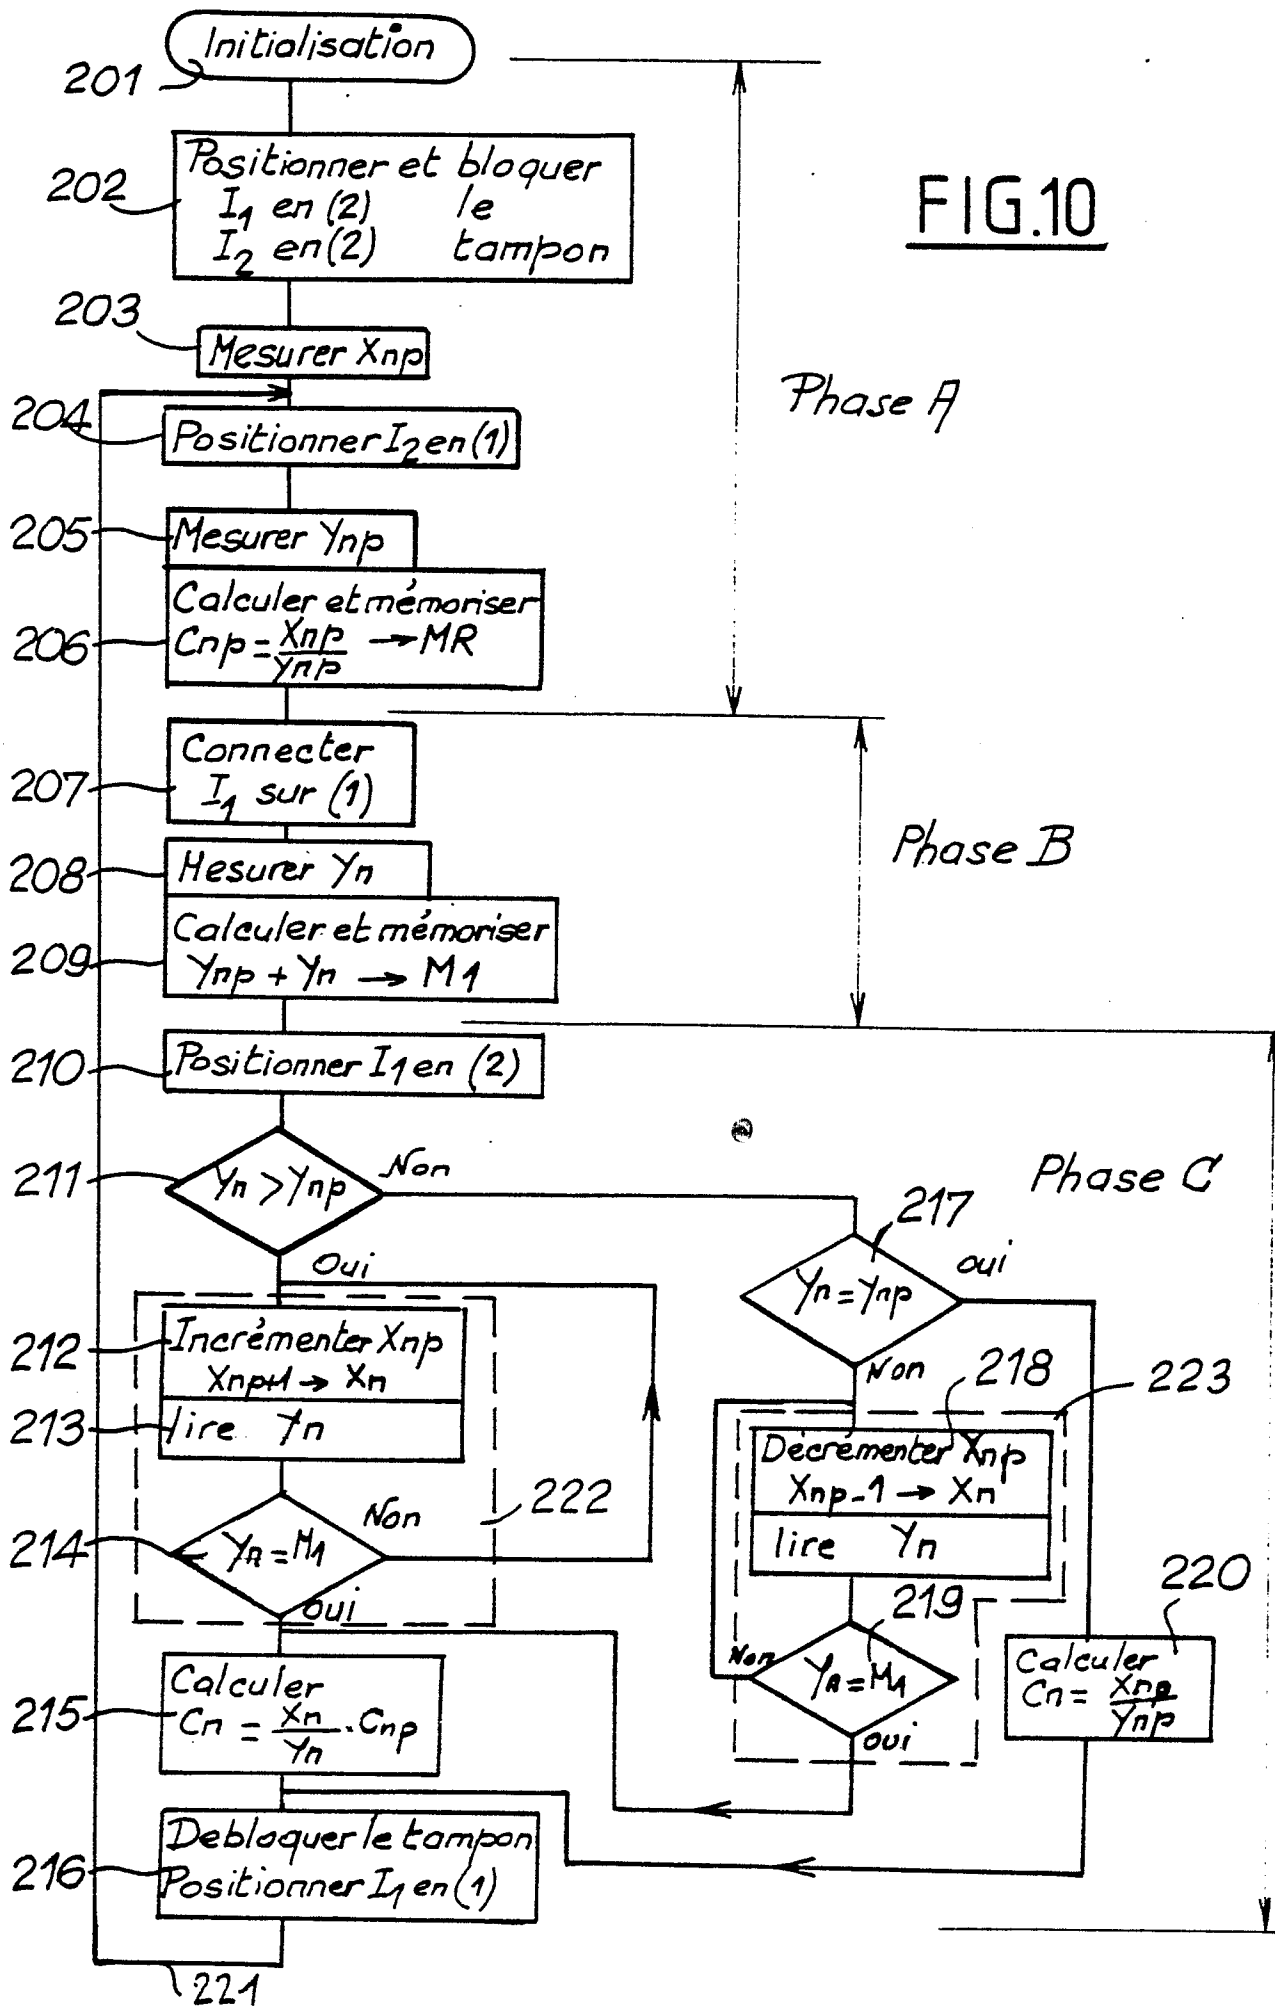 Initialisation
201
202
Positionner et bloquer
I1 en (2) le
I2 en (2) tampon
FIG.10
203
Mesurer Xnp
Phase A
204
Positionner I2 en (1)
205
Mesurer Ynp
Calculer et mémoriser
206
Cnp = Xnp/Ynp → MR
Connecter
207
I1 sur (1)
Phase B
208
Mesurer Yn
Calculer et mémoriser
209
Ynp + Yn → M1
210
Positionner I1 en (2)
211
Yn > Ynp
Non
Phase C
217
Oui
Yn = Ynp
oui
212
Incrémenter Xnp
Xnp+1 → Xn
Non
218
223
213
lire Yn
Décrémenter Xnp
Xnp-1 → Xn
222
214
Yn = M1
Non
lire Yn
oui
219
220
Non
Yn = M1
Calculer
Cn = Xnp/Ynp
215
Calculer
Cn = Xn/Yn . Cnp
oui
Debloquer le tampon
216
Positionner I1 en (1)
221